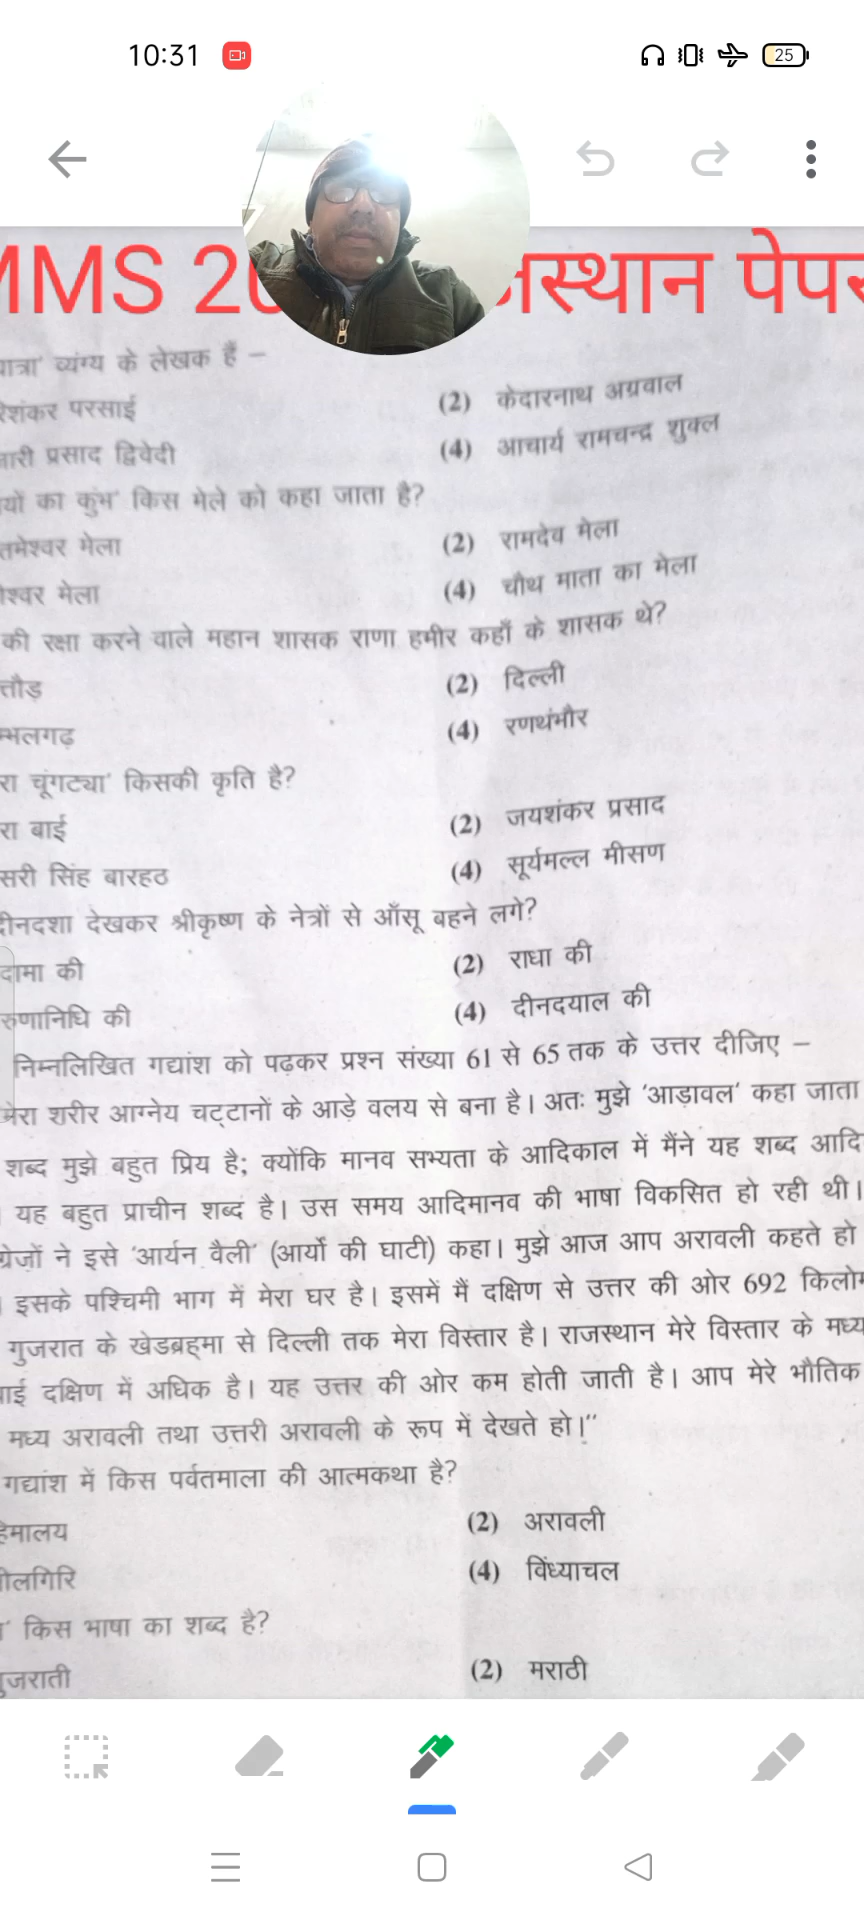 10:31
25
MMS 20 जस्थान पेपर
यात्रा' व्यंग्य के लेखक हैं –
रेशंकर परसाई (2) केदारनाथ अग्रवाल
जारी प्रसाद द्विवेदी (4) आचार्य रामचन्द्र शुक्ल
यों का कुंभ' किस मेले को कहा जाता है?
तमेश्वर मेला (2) रामदेव मेला
ेश्वर मेला (4) चौथ माता का मेला
की रक्षा करने वाले महान शासक राणा हमीर कहाँ के शासक थे?
तौड़ (2) दिल्ली
म्भलगढ़ (4) रणथंभौर
रा चूंगट्या' किसकी कृति है?
रा बाई (2) जयशंकर प्रसाद
सरी सिंह बारहठ (4) सूर्यमल्ल मीसण
दीनदशा देखकर श्रीकृष्ण के नेत्रों से आँसू बहने लगे?
दामा की (2) राधा की
रुणानिधि की (4) दीनदयाल की
निम्नलिखित गद्यांश को पढ़कर प्रश्न संख्या 61 से 65 तक के उत्तर दीजिए –
मेरा शरीर आग्नेय चट्टानों के आड़े वलय से बना है। अतः मुझे 'आड़ावल' कहा जाता
शब्द मुझे बहुत प्रिय है; क्योंकि मानव सभ्यता के आदिकाल में मैंने यह शब्द आदि
यह बहुत प्राचीन शब्द है। उस समय आदिमानव की भाषा विकसित हो रही थी।
ग्रेजों ने इसे 'आर्यन वैली' (आर्यो की घाटी) कहा। मुझे आज आप अरावली कहते हो
। इसके पश्चिमी भाग में मेरा घर है। इसमें मैं दक्षिण से उत्तर की ओर 692 किलोम
गुजरात के खेडब्रह्मा से दिल्ली तक मेरा विस्तार है। राजस्थान मेरे विस्तार के मध्य
ाई दक्षिण में अधिक है। यह उत्तर की ओर कम होती जाती है। आप मेरे भौतिक
मध्य अरावली तथा उत्तरी अरावली के रूप में देखते हो।"
गद्यांश में किस पर्वतमाला की आत्मकथा है?
हिमालय (2) अरावली
ीलगिरि (4) विंध्याचल
' किस भाषा का शब्द है?
गुजराती (2) मराठी